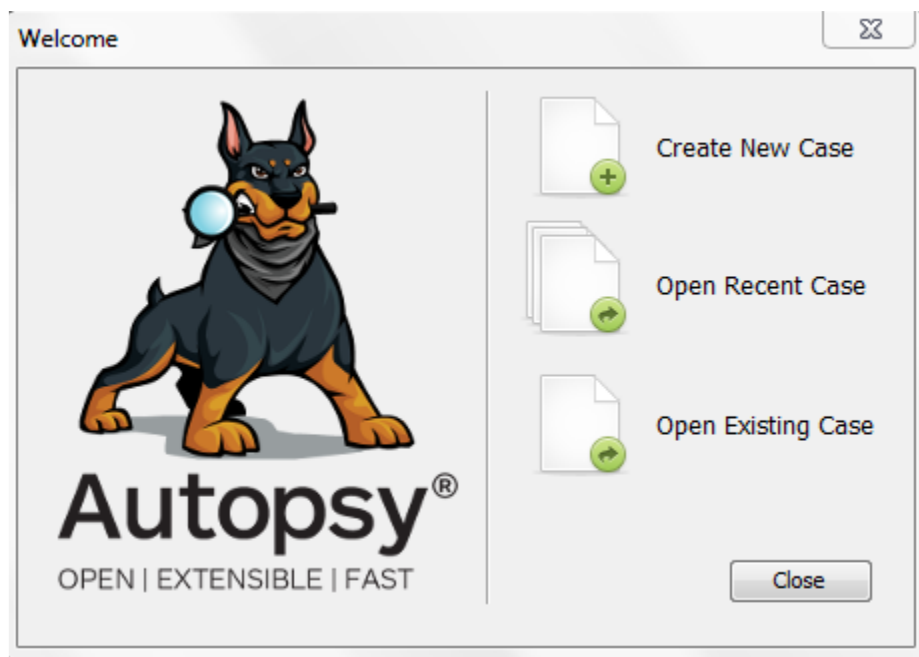 Welcome
Create New Case
Open Recent Case
Open Existing Case
Autopsy®
OPEN | EXTENSIBLE | FAST
Close